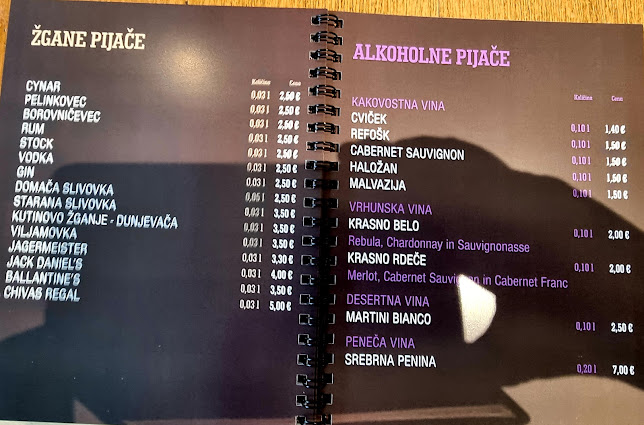 ŽGANE PIJAČE
Količina Cena
CYNAR 0,03 l 2,50 €
PELINKOVEC 0,03 l 2,50 €
BOROVNIČEVEC 0,03 l 2,50 €
RUM 0,03 l 2,50 €
STOCK 0,03 l 2,50 €
VODKA 0,03 l 2,50 €
GIN 0,03 l 2,50 €
DOMAČA SLIVOVKA 2,50 €
STARANA SLIVOVKA 0,03 l 3,50 €
KUTINOVO ŽGANJE - DUNJEVAČA 0,03 l 3,50 €
VILJAMOVKA 0,03 l 3,50 €
JAGERMEISTER 0,03 l 3,30 €
JACK DANIEL'S 0,03 l 4,00 €
BALLANTINE'S 0,03 l 3,50 €
CHIVAS REGAL 0,03 l 5,00 €
ALKOHOLNE PIJAČE
Količina Cena
KAKOVOSTNA VINA
CVIČEK 0,10 l 1,40 €
REFOŠK 0,10 l 1,50 €
CABERNET SAUVIGNON 0,10 l 1,50 €
HALOŽAN 0,10 l 1,50 €
MALVAZIJA 0,10 l 1,50 €
VRHUNSKA VINA
KRASNO BELO 0,10 l 2,00 €
Rebula, Chardonnay in Sauvignonasse
KRASNO RDEČE 0,10 l 2,00 €
Merlot, Cabernet Sauvignon in Cabernet Franc
DESERTNA VINA
MARTINI BIANCO 0,10 l 2,50 €
PENEČA VINA
SREBRNA PENINA 0,20 l 7,00 €